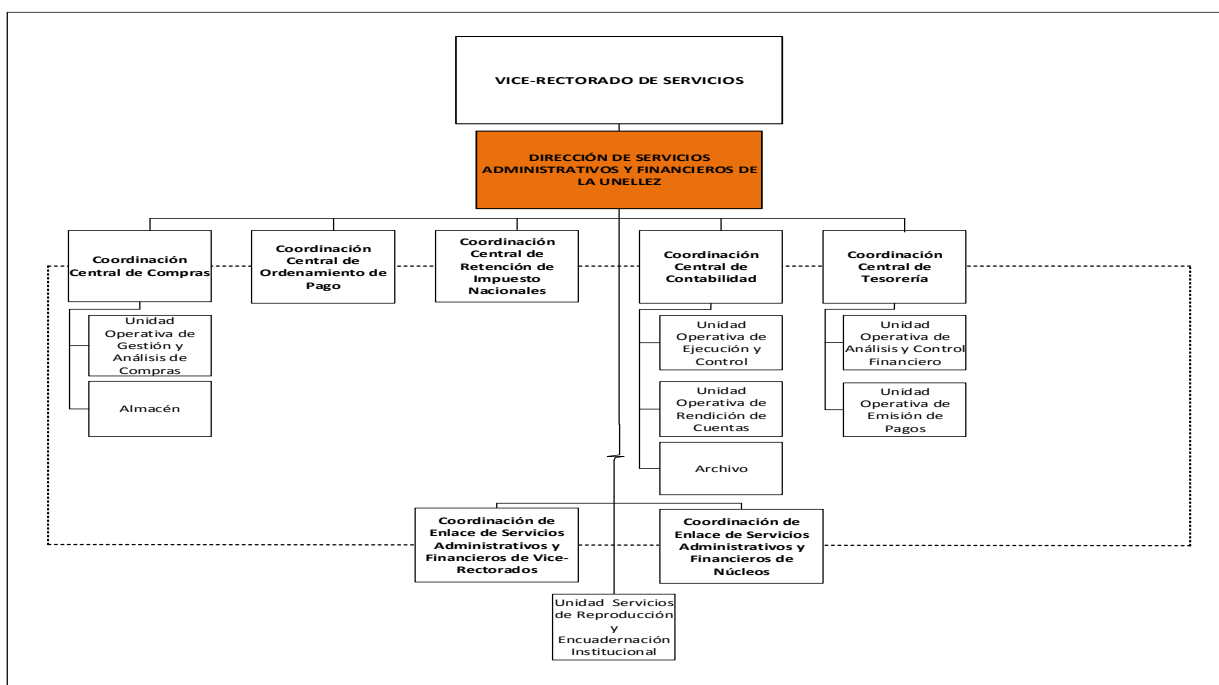 VICE-RECTORADO DE SERVICIOS
DIRECCIÓN DE SERVICIOS
ADMINISTRATIVOS Y FINANCIEROS DE
LA UNELLEZ
Coordinación
Central de Compras
Coordinación
Central de
Ordenamiento de
Pago
Coordinación
Central de
Retención de
Impuesto
Nacionales
Coordinación
Central de
Contabilidad
Coordinación
Central de
Tesorería
Unidad
Operativa de
Gestión y
Análisis de
Compras
Almacén
Unidad
Operativa de
Ejecución y
Control
Unidad
Operativa de
Rendición de
Cuentas
Archivo
Unidad
Operativa de
Análisis y Control
Financiero
Unidad
Operativa de
Emisión de
Pagos
Coordinación de
Enlace de Servicios
Administrativos y
Financieros de Vice-
Rectorados
Coordinación de
Enlace de Servicios
Administrativos y
Financieros de
Núcleos
Unidad Servicios
de Reproducción
y
Encuadernación
Institucional